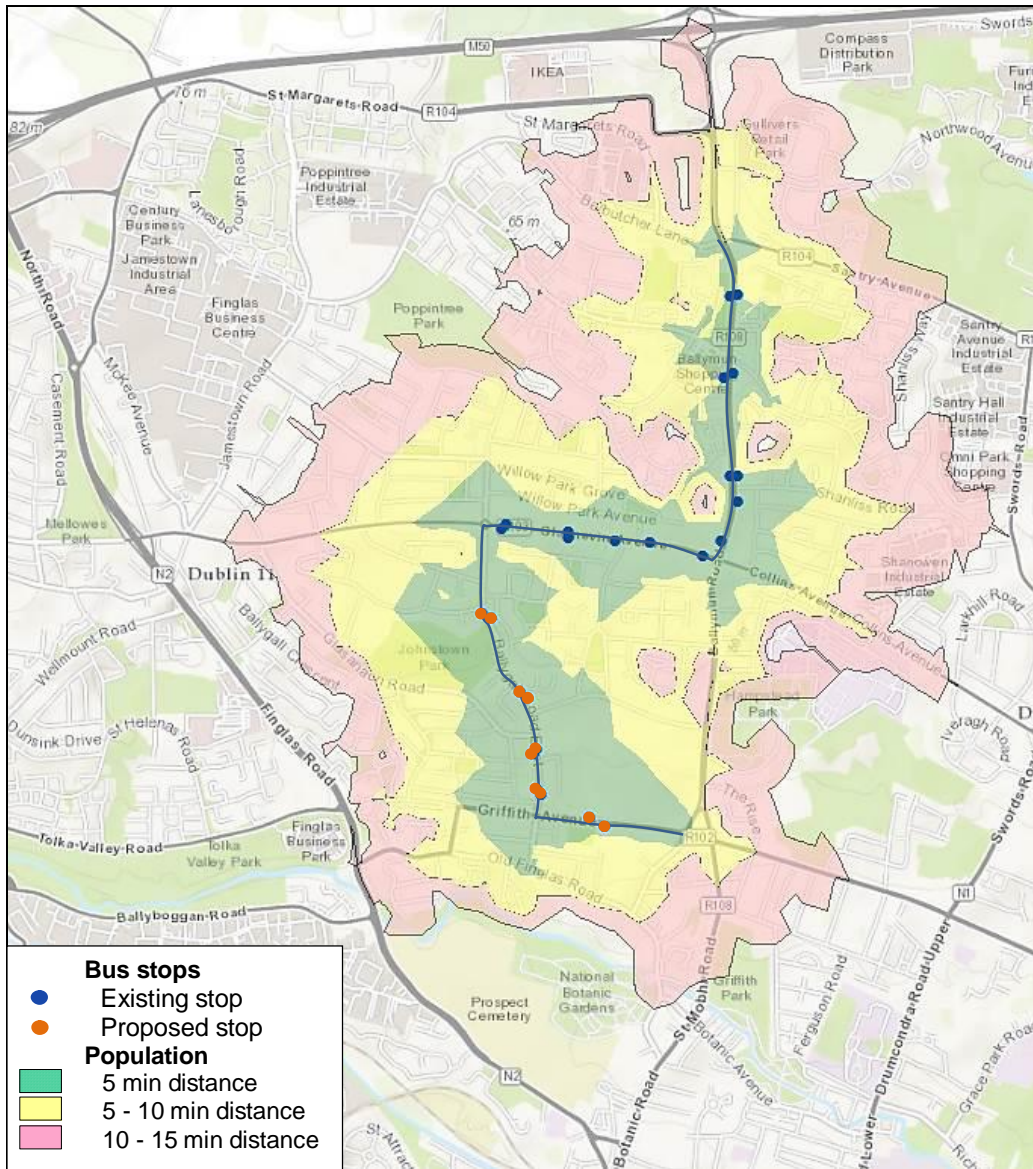 Swords
Compass
Distribution
Park
M50
IKEA
76 m
St Margarets Road
R104
82 m
St Margarets Road
Gullivers
Retail
Park
Northwood Avenue
Poppintree
Industrial
Estate
65 m
Century
Business
Park
Jamestown
Industrial
Area
Balbutcher Lane
R104
Santry Avenue
North Road
Finglas
Business
Centre
Poppintree
Park
R108
Ballymun
Shopping
Centre
Santry
Avenue
Industrial
Estate
Shanliss Way
Casement Road
McKee Avenue
Jamestown Road
Santry Hall
Industrial
Estate
Omni Park
Shopping
Centre
Swords Road
Willow Park Grove
Willow Park Avenue
Shanliss Road
Mellowes
Park
N2
Dublin 11
Glasnevin Avenue
Collins Avenue
Shanowen
Industrial
Estate
Ballymun Road
Collins Avenue
Larkhill Road
Wellmount Road
Ballygall Crescent
Johnstown
Park
Hampstead
Park
Dunsink Drive
St Helenas Road
Finglas Road
Iveragh Road
The Rise
Griffith Avenue
R102
Tolka Valley Road
Tolka
Valley Park
Finglas
Business
Park
Old Finglas Road
Swords Road
N1
Ballyboggan Road
R108
National
Botanic
Gardens
Griffith
Park
Prospect
Cemetery
St Mobhi Road
Botanic Avenue
Ferguson Road
Drumcondra Road Upper
Grace Park Road
N2
Botanic Road
Bus stops
Existing stop
Proposed stop
Population
5 min distance
5 - 10 min distance
10 - 15 min distance